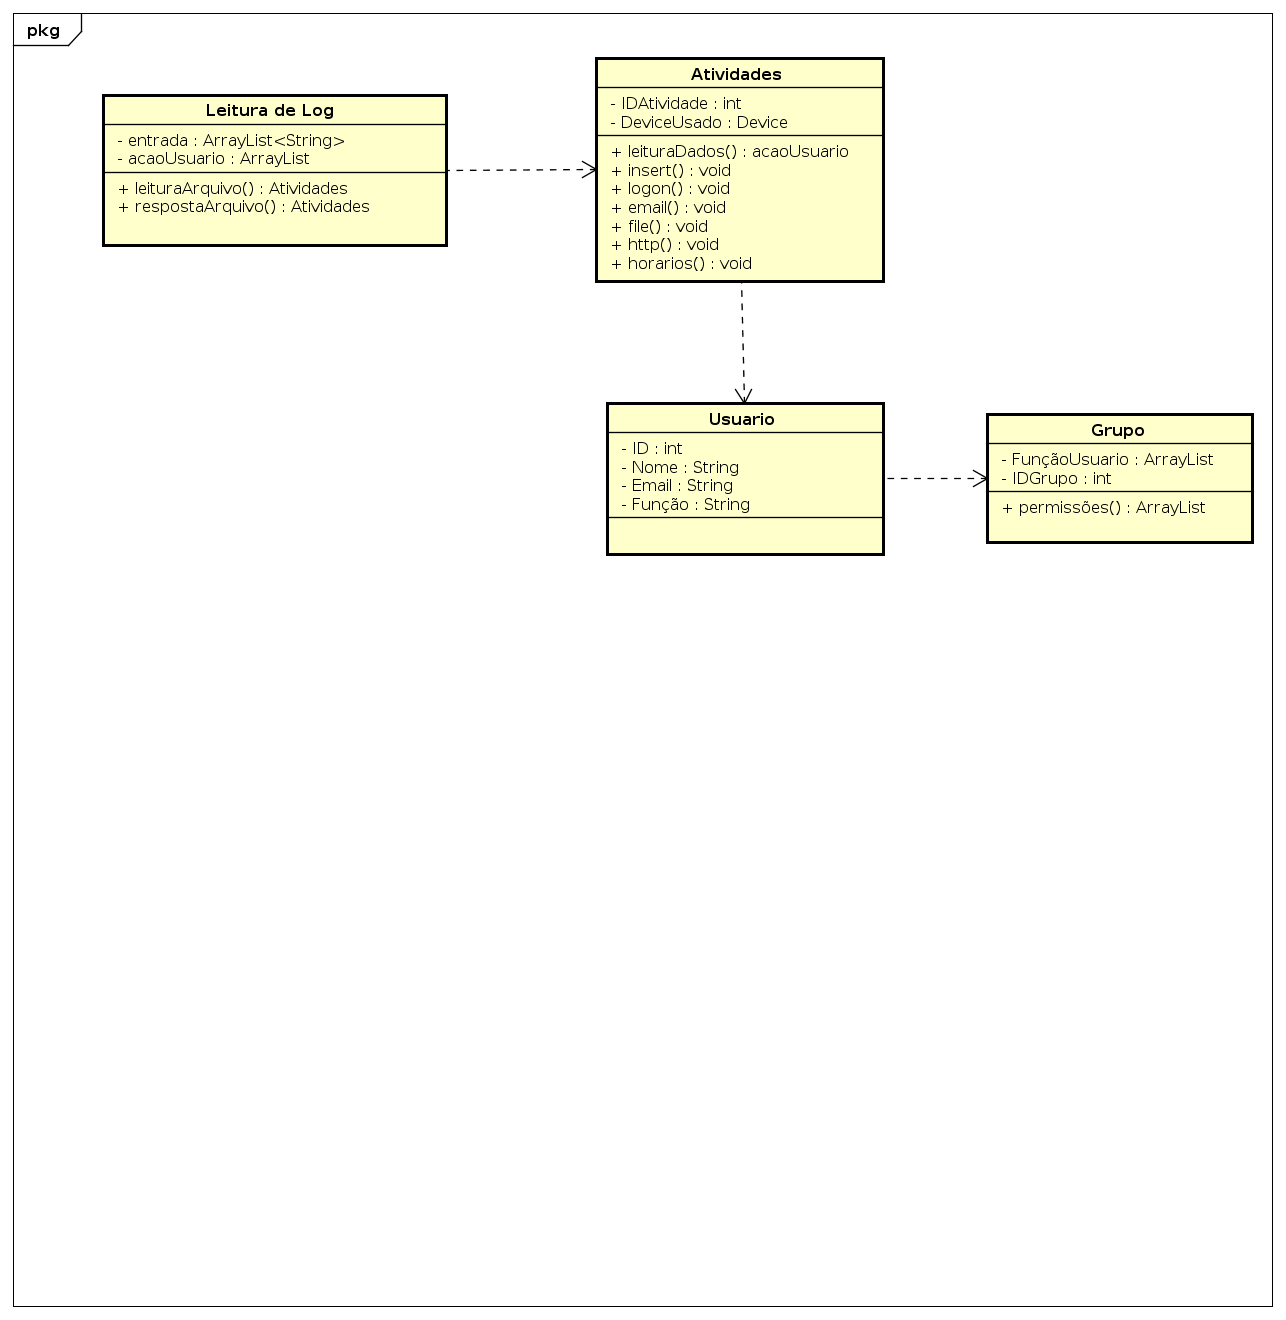 pkg
Leitura de Log
- entrada : ArrayList<String>
- acaoUsuario : ArrayList
+ leituraArquivo() : Atividades
+ respostaArquivo() : Atividades
Atividades
- IDAtividade : int
- DeviceUsado : Device
+ leituraDados() : acaoUsuario
+ insert() : void
+ logon() : void
+ email() : void
+ file() : void
+ http() : void
+ horarios() : void
Usuario
- ID : int
- Nome : String
- Email : String
- Função : String
Grupo
- FunçãoUsuario : ArrayList
- IDGrupo : int
+ permissões() : ArrayList